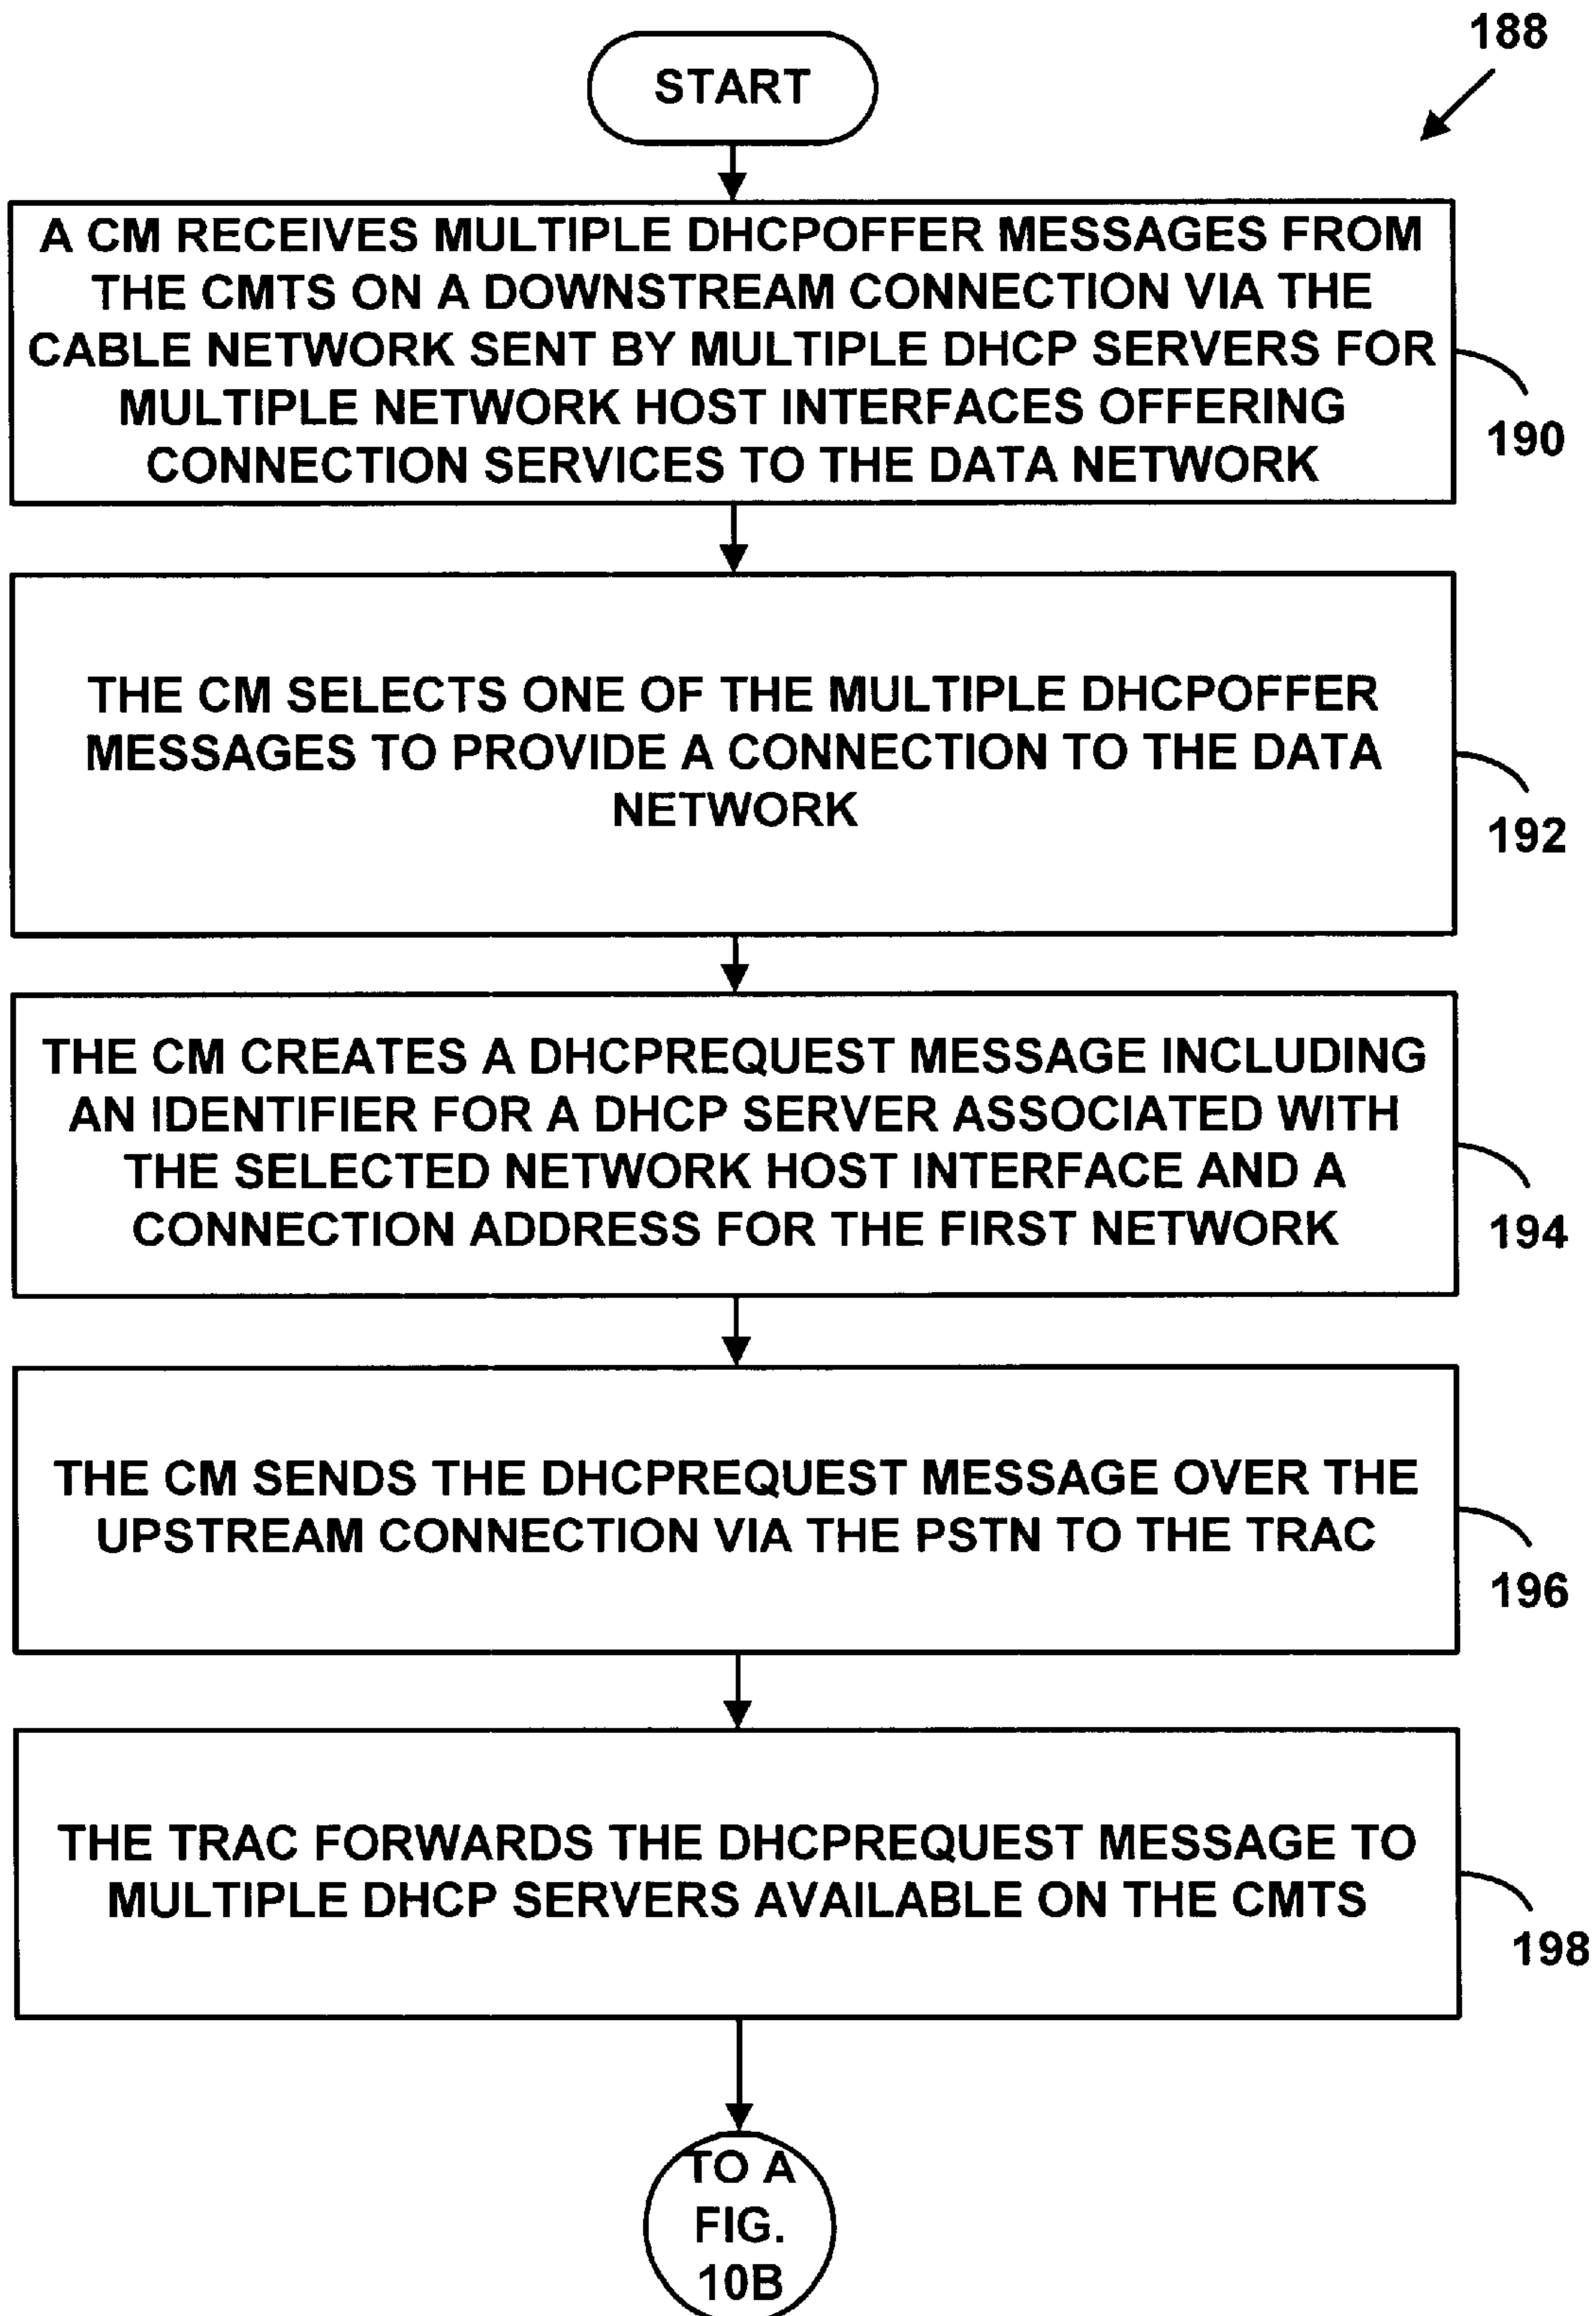 188
START
A CM RECEIVES MULTIPLE DHCPOFFER MESSAGES FROM
THE CMTS ON A DOWNSTREAM CONNECTION VIA THE
CABLE NETWORK SENT BY MULTIPLE DHCP SERVERS FOR
MULTIPLE NETWORK HOST INTERFACES OFFERING
CONNECTION SERVICES TO THE DATA NETWORK
190
THE CM SELECTS ONE OF THE MULTIPLE DHCPOFFER
MESSAGES TO PROVIDE A CONNECTION TO THE DATA
NETWORK
192
THE CM CREATES A DHCPREQUEST MESSAGE INCLUDING
AN IDENTIFIER FOR A DHCP SERVER ASSOCIATED WITH
THE SELECTED NETWORK HOST INTERFACE AND A
CONNECTION ADDRESS FOR THE FIRST NETWORK
194
THE CM SENDS THE DHCPREQUEST MESSAGE OVER THE
UPSTREAM CONNECTION VIA THE PSTN TO THE TRAC
196
THE TRAC FORWARDS THE DHCPREQUEST MESSAGE TO
MULTIPLE DHCP SERVERS AVAILABLE ON THE CMTS
198
TO A
FIG.
10B